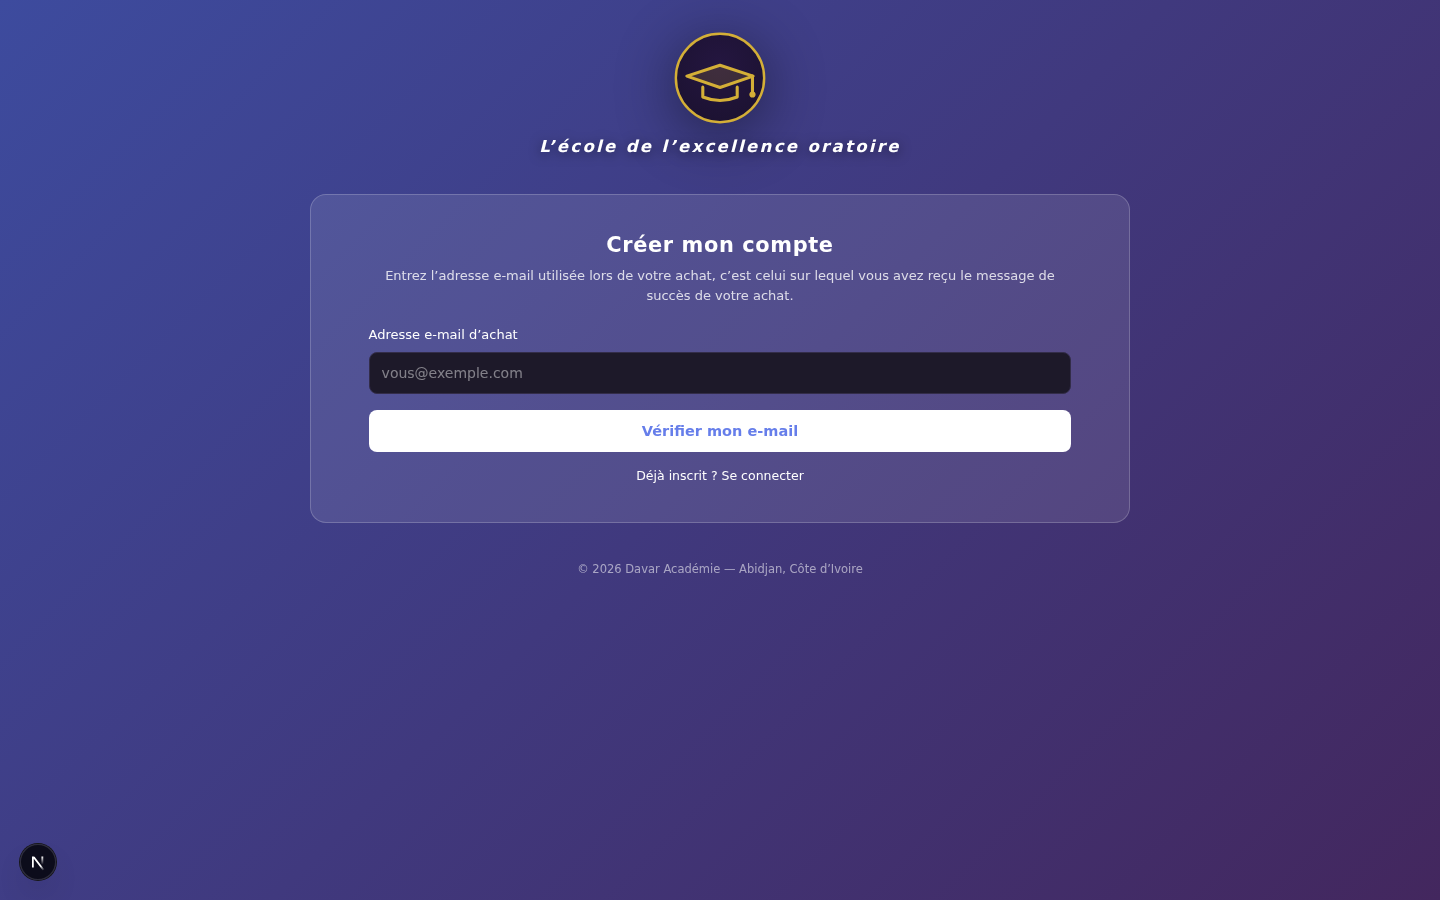 L’école de l’excellence oratoire
Créer mon compte
Entrez l’adresse e-mail utilisée lors de votre achat, c’est celui sur lequel vous avez reçu le message de
succès de votre achat.
Adresse e-mail d’achat
vous@exemple.com
Vérifier mon e-mail
Déjà inscrit ? Se connecter
© 2026 Davar Académie — Abidjan, Côte d’Ivoire
N